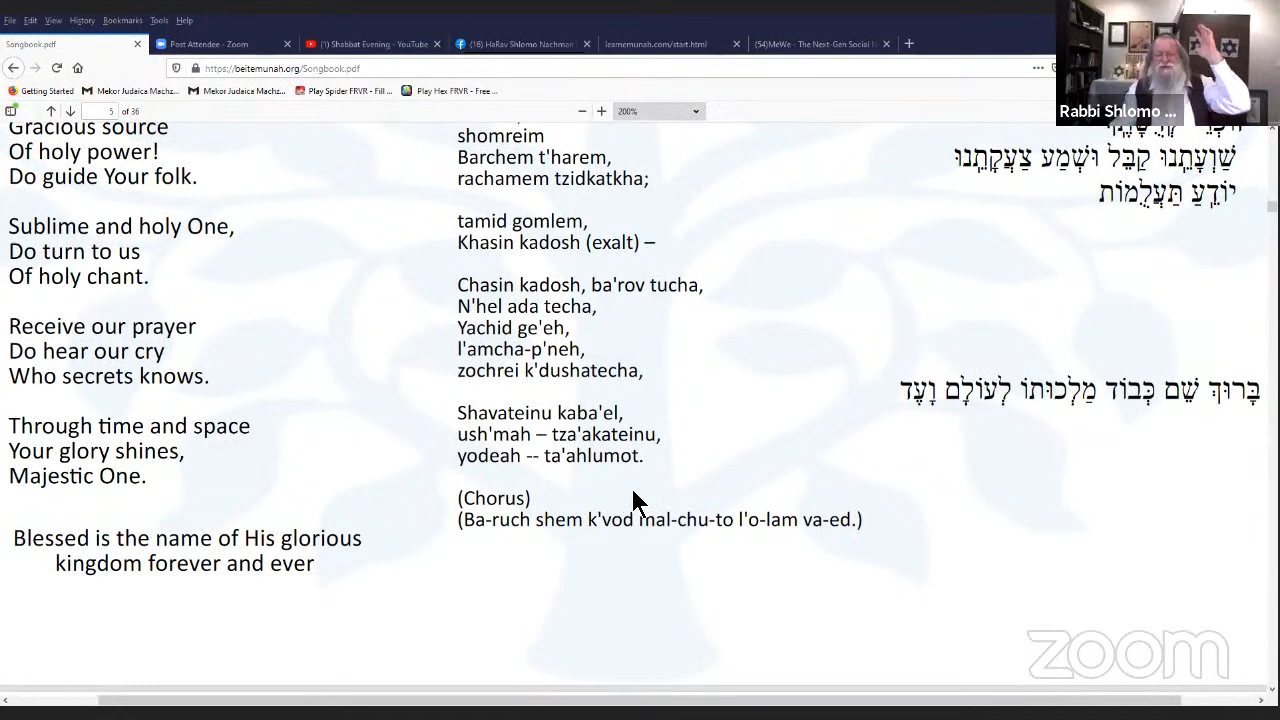 File Edit View History Bookmarks Tools Help
Songbook.pdf
Post Attendee - Zoom
(1) Shabbat Evening - YouTube
(16) HaRav Shlomo Nachman
learnemunah.com/start.html
(54)MeWe - The Next-Gen Social N
https://beitemunah.org/Songbook.pdf
Getting Started
Mekor Judaica Machz...
Mekor Judaica Machz...
Play Spider FRVR - Fill ...
Play Hex FRVR - Free ...
5 of 36
200%
Rabbi Shlomo ...
Gracious source
Of holy power!
Do guide Your folk.
Sublime and holy One,
Do turn to us
Of holy chant.
Receive our prayer
Do hear our cry
Who secrets knows.
Through time and space
Your glory shines,
Majestic One.
Blessed is the name of His glorious
kingdom forever and ever
shomreim
Barchem t'harem,
rachamem tzidkatkha;
tamid gomlem,
Khasin kadosh (exalt) –
Chasin kadosh, ba'rov tucha,
N'hel ada techa,
Yachid ge'eh,
l'amcha-p'neh,
zochrei k'dushatecha,
Shavateinu kaba'el,
ush'mah – tza'akateinu,
yodeah -- ta'ahlumot.
(Chorus)
(Ba-ruch shem k'vod mal-chu-to l'o-lam va-ed.)
שַׁוְעָתֵֽנוּ קַבֵּל וּשְׁמַע צַעֲקָתֵֽנוּ
יוֹדֵֽעַ תַּעֲלֻמוֹת
בָּרוּךְ שֵׁם כְּבוֹד מַלְכוּתוֹ לְעוֹלָם וָעֶד
zoom